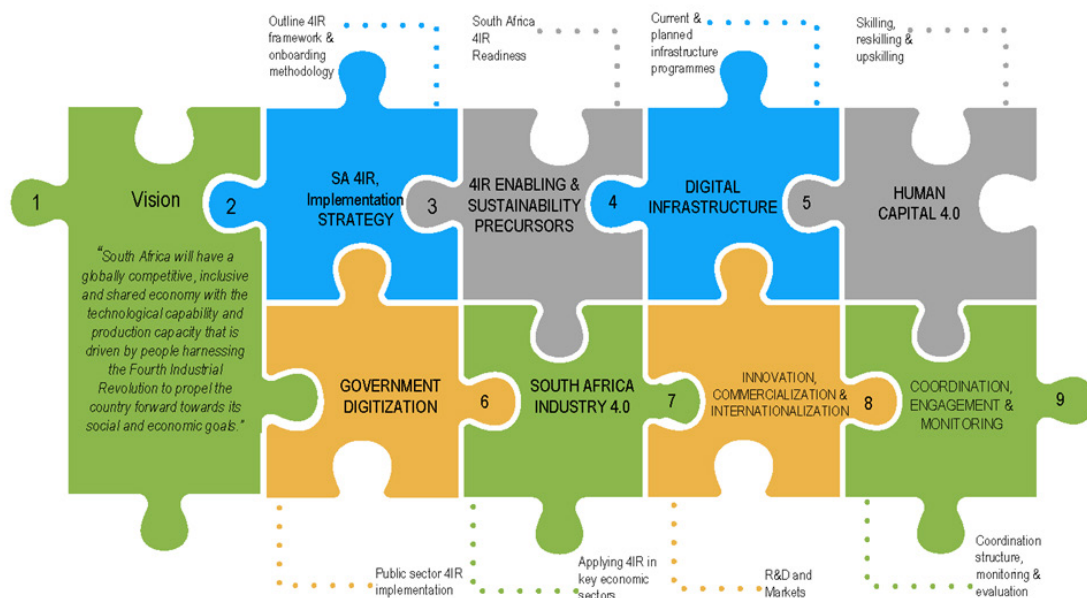 Outline 4IR
framework &
onboarding
methodology
South Africa
4IR
Readiness
Current &
planned
infrastructure
programmes
Skilling,
reskilling &
upskilling
1
Vision
“South Africa will have a
globally competitive, inclusive
and shared economy with the
technological capability and
production capacity that is
driven by people harnessing
the Fourth Industrial
Revolution to propel the
country forward towards its
social and economic goals.”
2
SA 4IR,
Implementation
STRATEGY
3
4IR ENABLING &
SUSTAINABILITY
PRECURSORS
4
DIGITAL
INFRASTRUCTURE
5
HUMAN
CAPITAL 4.0
GOVERNMENT
DIGITIZATION
6
SOUTH AFRICA
INDUSTRY 4.0
7
INNOVATION,
COMMERCIALIZATION &
INTERNATIONALIZATION
8
COORDINATION,
ENGAGEMENT &
MONITORING
9
Public sector 4IR
implementation
Applying 4IR in
key economic
sectors
R&D and
Markets
Coordination
structure,
monitoring &
evaluation